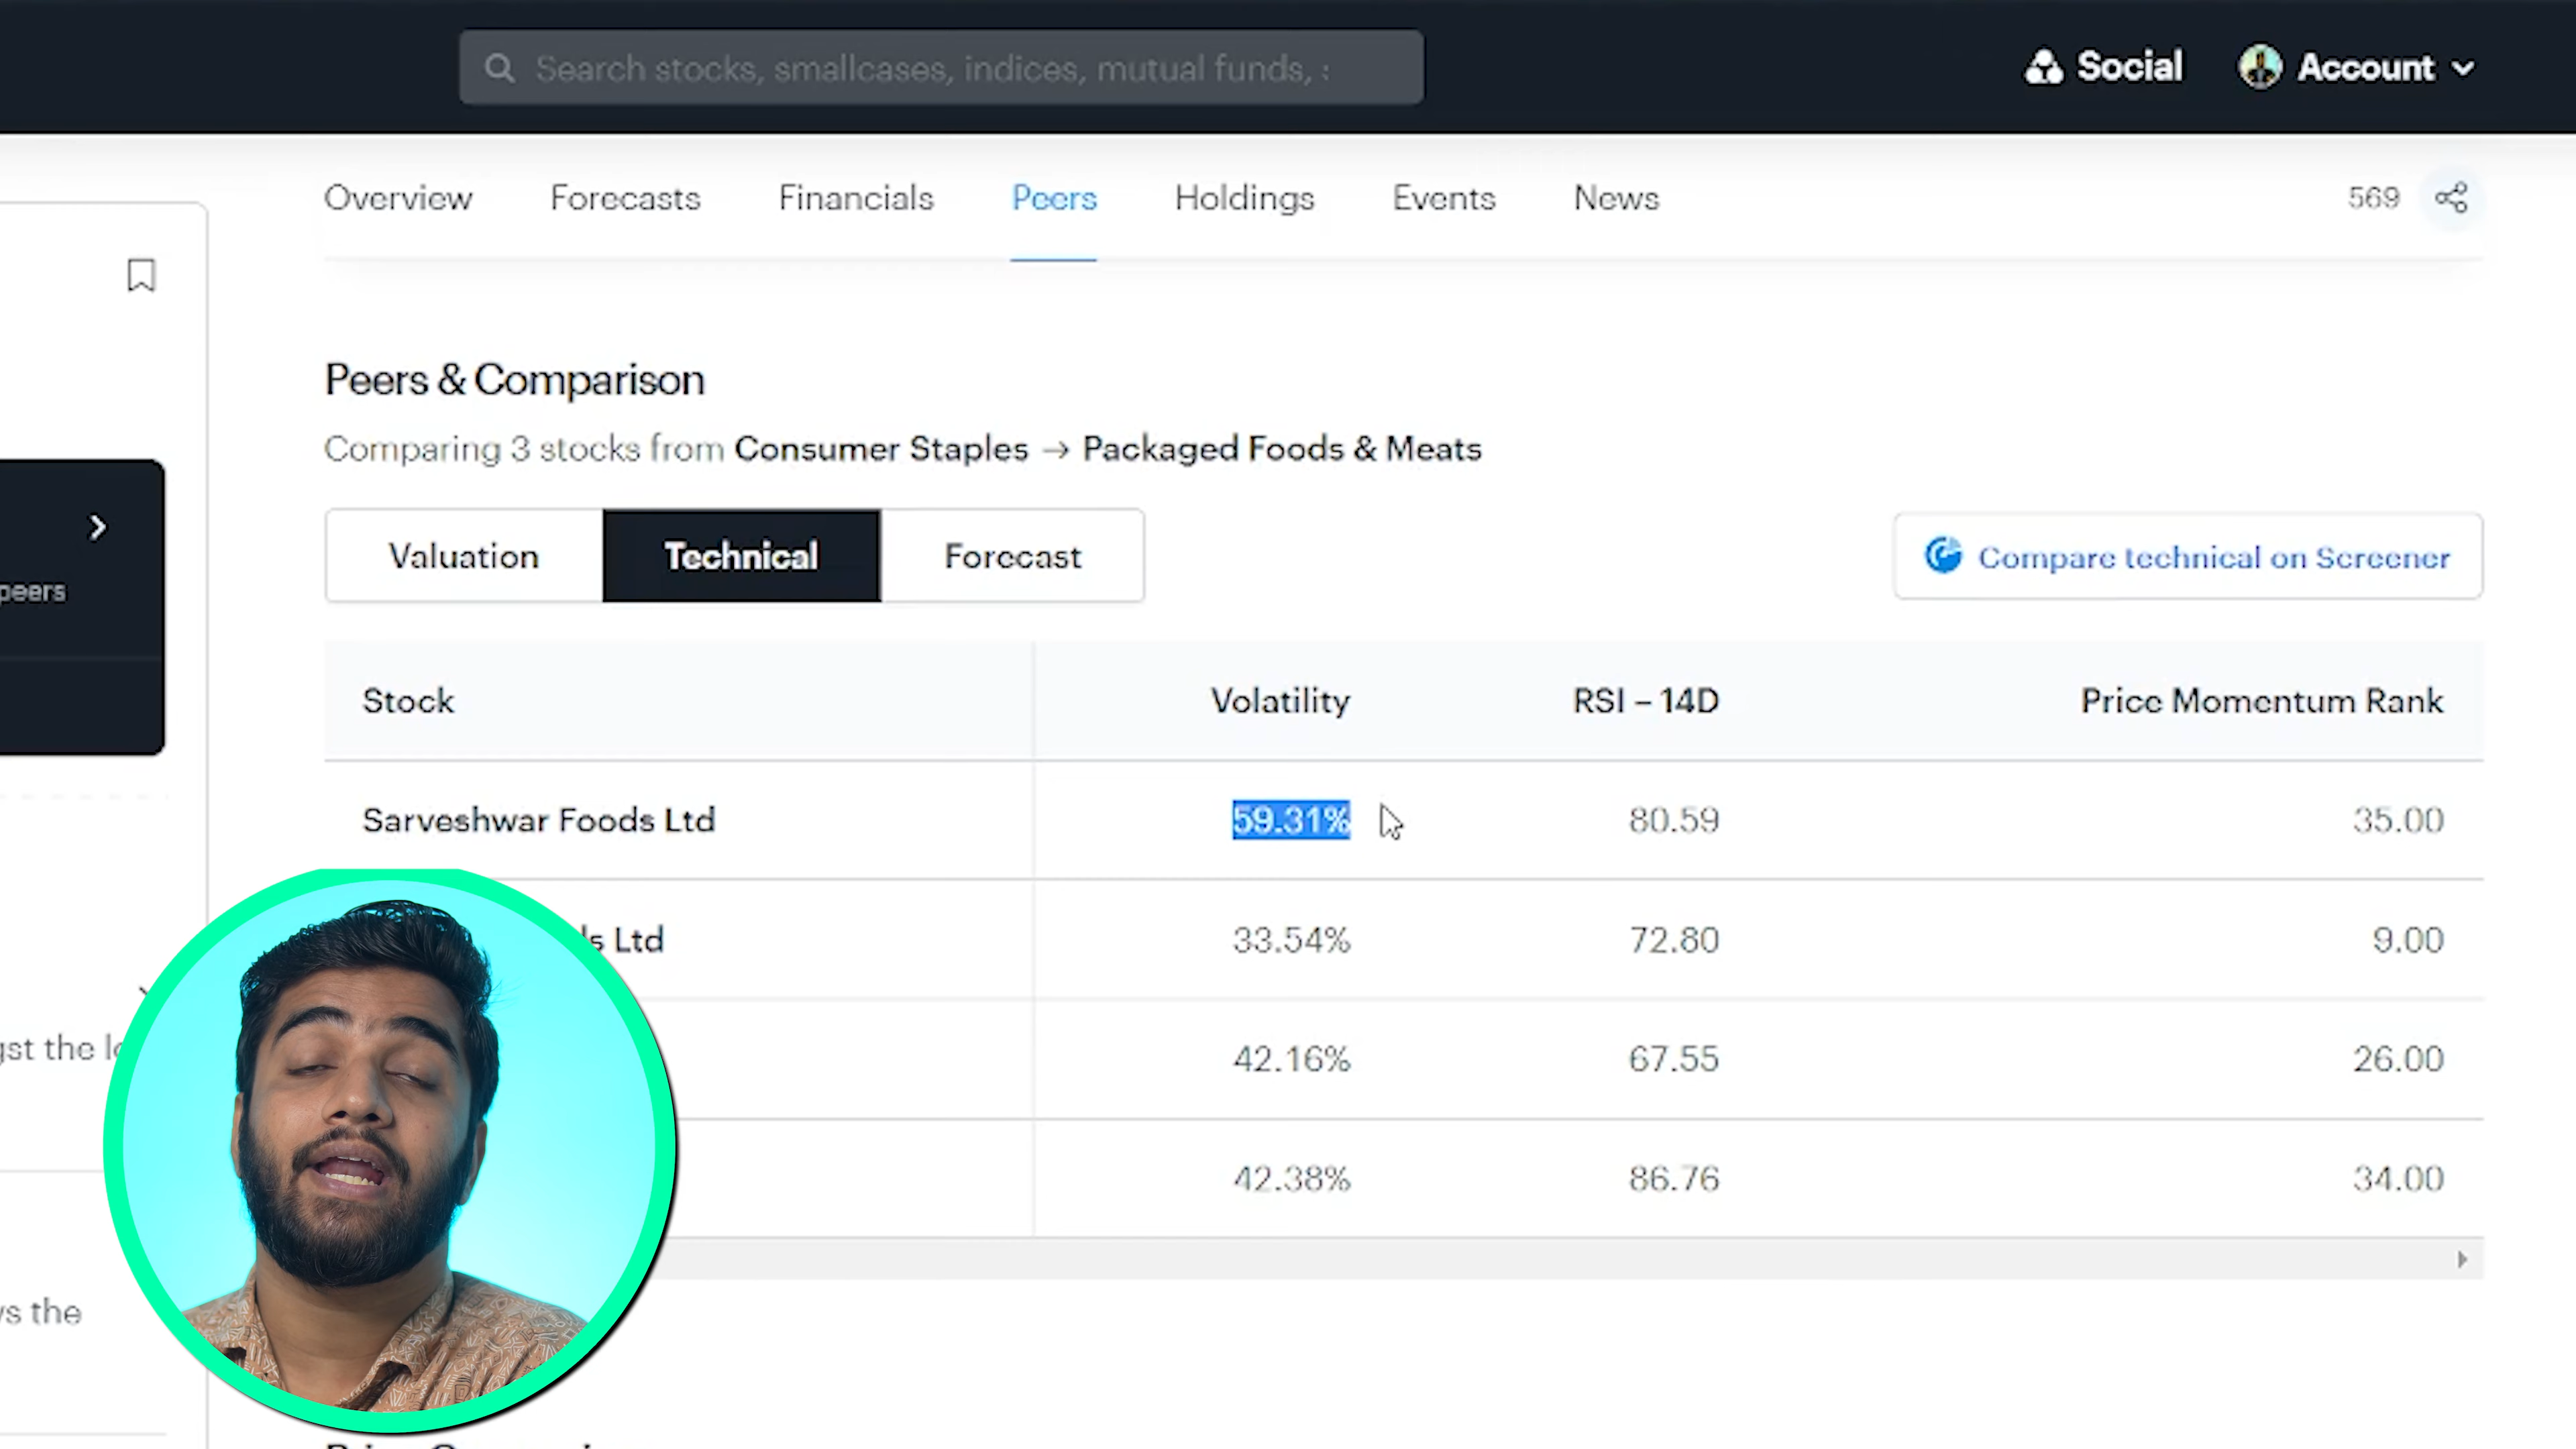 Search stocks, smallcases, indices, mutual funds,
Social
Account
Overview Forecasts Financials Peers Holdings Events News 569
Peers & Comparison
Comparing 3 stocks from Consumer Staples → Packaged Foods & Meats
Valuation Technical Forecast
Compare technical on Screener
peers
Stock Volatility RSI – 14D Price Momentum Rank
Sarveshwar Foods Ltd 59.31% 80.59 35.00
Ltd 33.54% 72.80 9.00
42.16% 67.55 26.00
the
42.38% 86.76 34.00
the